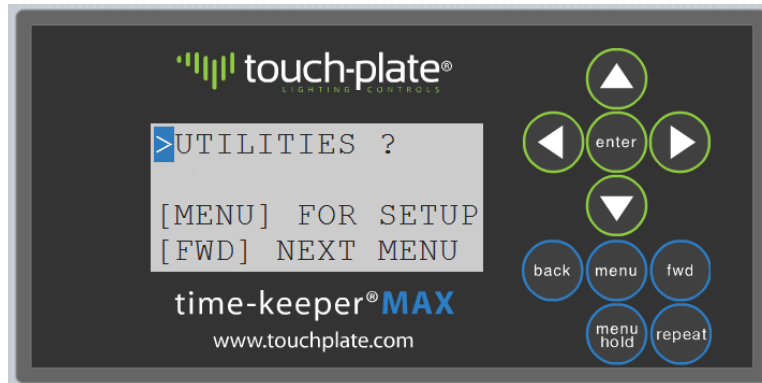 touch-plate®
LIGHTING CONTROLS
>UTILITIES ?
[MENU] FOR SETUP
[FWD] NEXT MENU
time-keeper®MAX
www.touchplate.com
enter
back
menu
fwd
menu
hold
repeat